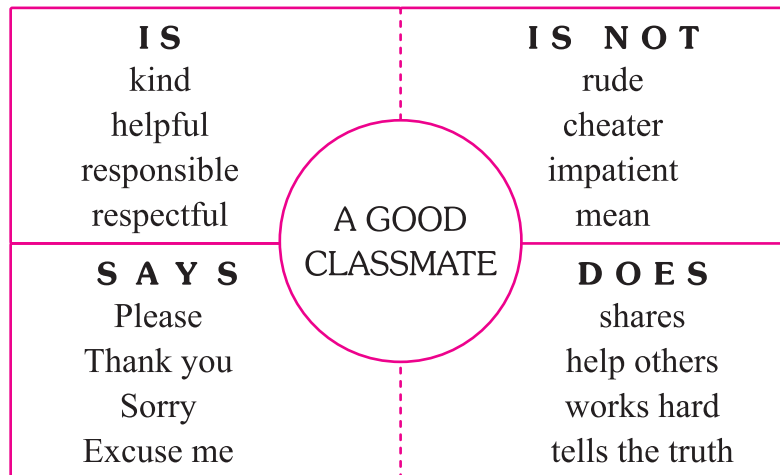 IS
kind
helpful
responsible
respectful
IS NOT
rude
cheater
impatient
mean
A GOOD
CLASSMATE
SAYS
Please
Thank you
Sorry
Excuse me
DOES
shares
help others
works hard
tells the truth